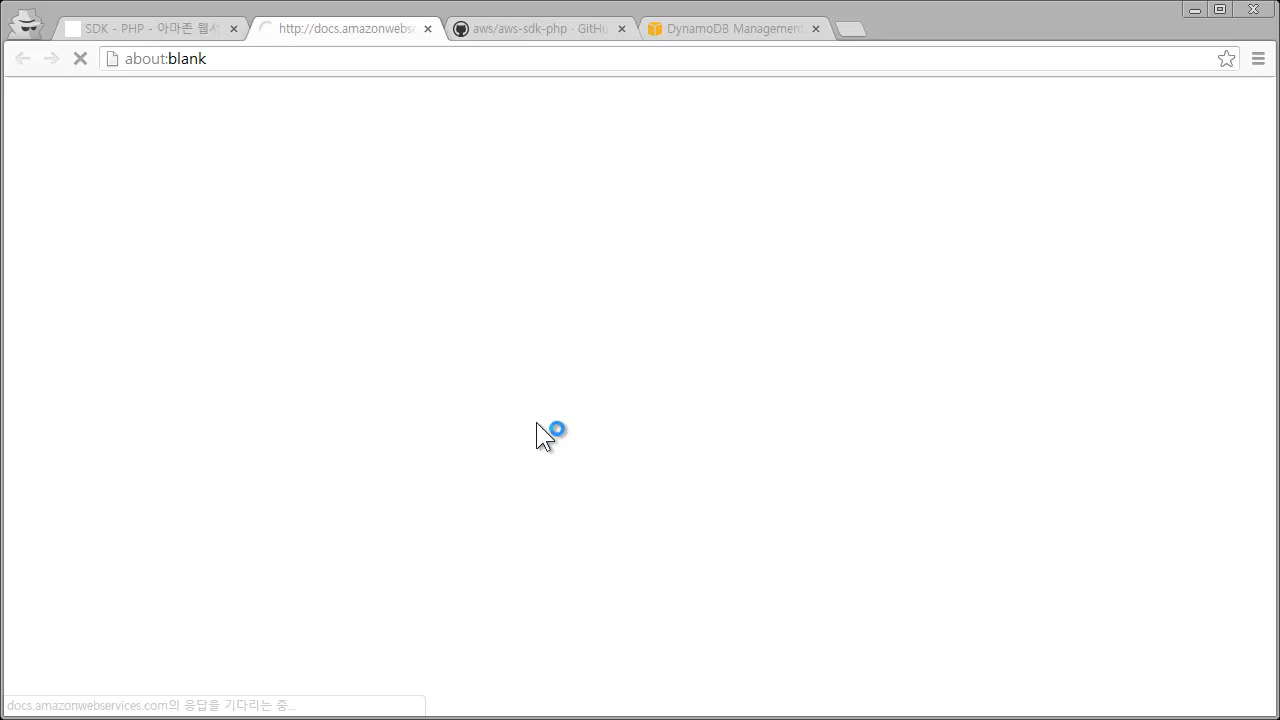 SDK - PHP - 아마존 웹서
http://docs.amazonwebse
aws/aws-sdk-php · GitHu
DynamoDB Management
about:blank
docs.amazonwebservices.com의 응답을 기다리는 중...